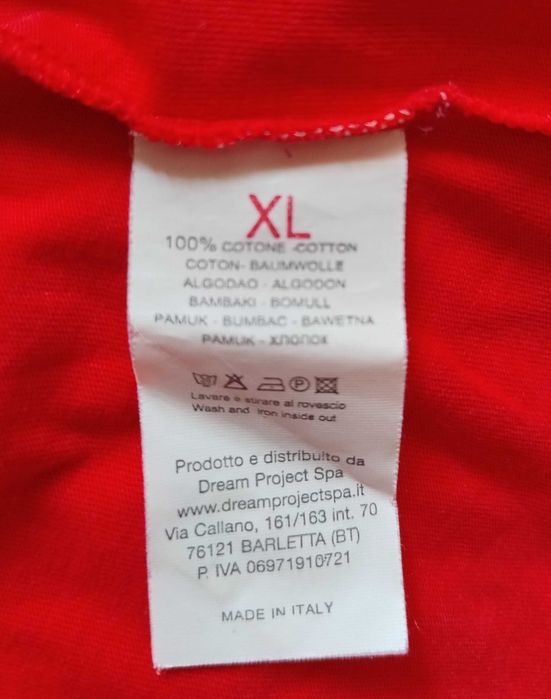 XL
100% COTONE - COTTON
COTON - BAUMWOLLE
ALGODAO - ALGODON
BAMBAKI - BOMULL
PAMUK - BUMBAC - BAWETNA
PAMUK - ХЛОПОК
Lavare e stirare al rovescio
Wash and iron inside out
Prodotto e distribuito da
Dream Project Spa
www.dreamprojectspa.it
Via Callano, 161/163 int. 70
76121 BARLETTA (BT)
P. IVA 06971910721
MADE IN ITALY